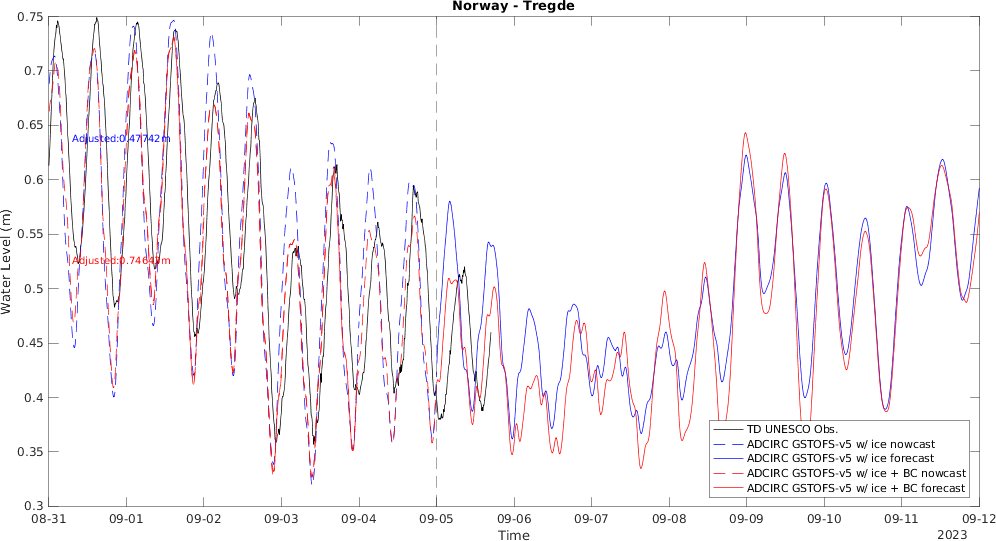 Norway - Tregde
Water Level (m)
0.75
0.7
0.65
0.6
0.55
0.5
0.45
0.4
0.35
0.3
Adjusted:0.47742m
TD UNESCO Obs.
ADCIRC GSTOFS-v5 w/ ice nowcast
ADCIRC GSTOFS-v5 w/ ice forecast
ADCIRC GSTOFS-v5 w/ ice + BC nowcast
ADCIRC GSTOFS-v5 w/ ice + BC forecast
08-31 09-01 09-02 09-03 09-04 09-05 09-06 09-07 09-08 09-09 09-10 09-11 09-12
Time
2023